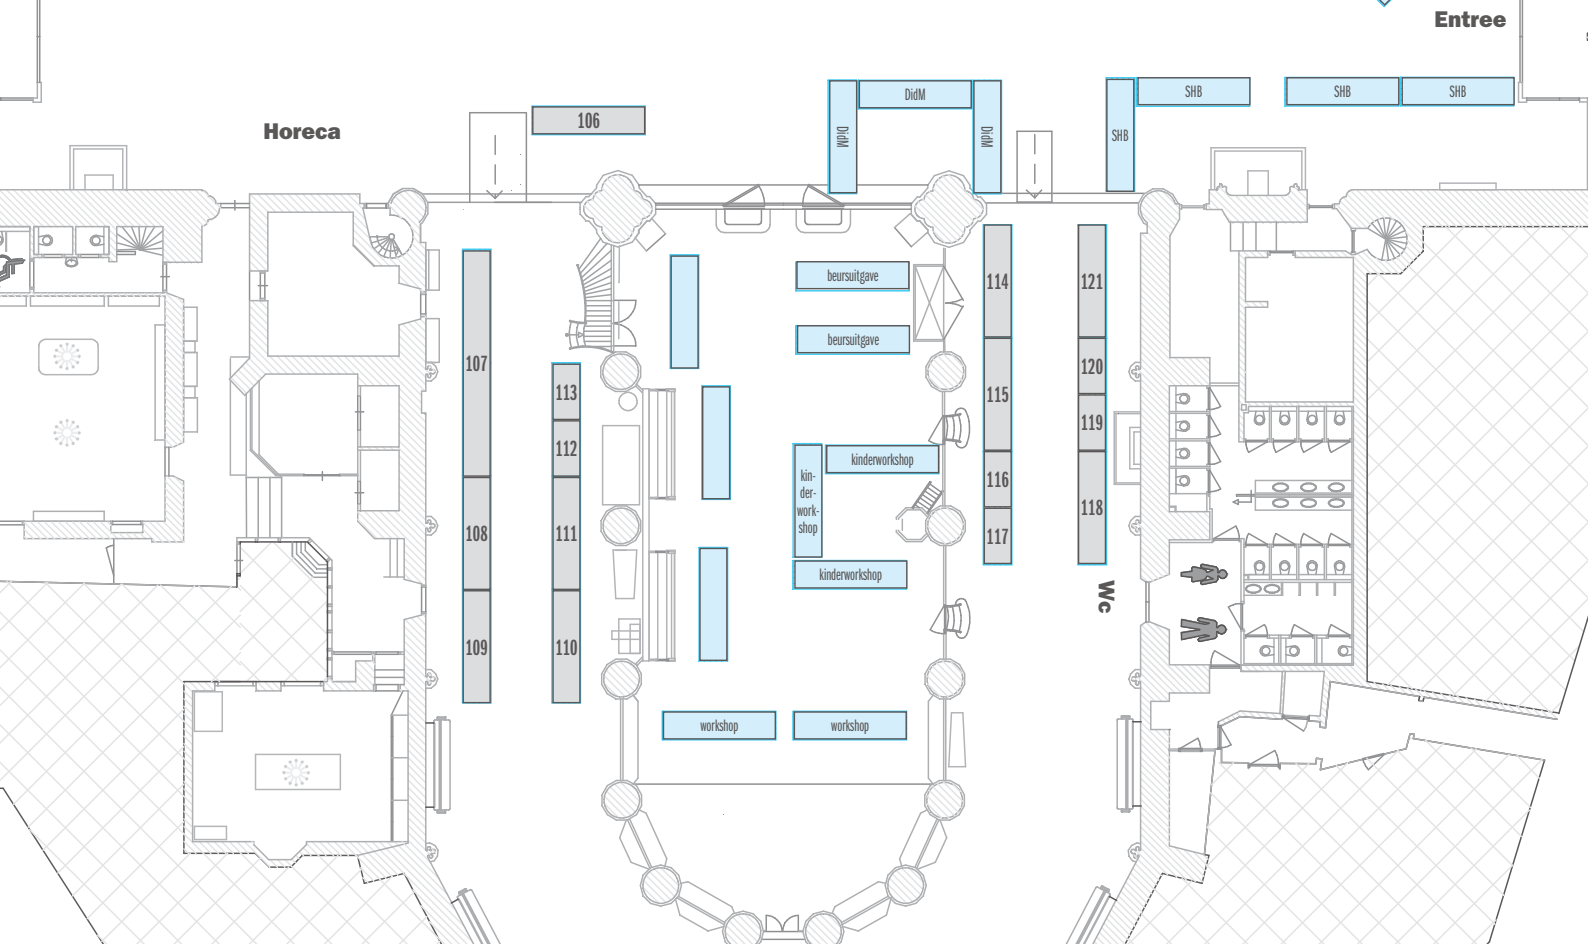 Entree
DidM
SHB
SHB
SHB
106
Horeca
DidM
DidM
SHB
beursuitgave
114
121
beursuitgave
107
120
113
115
119
112
kinderworkshop
kin-
der-
work-
shop
116
118
108
111
117
kinderworkshop
Wc
109
110
workshop
workshop